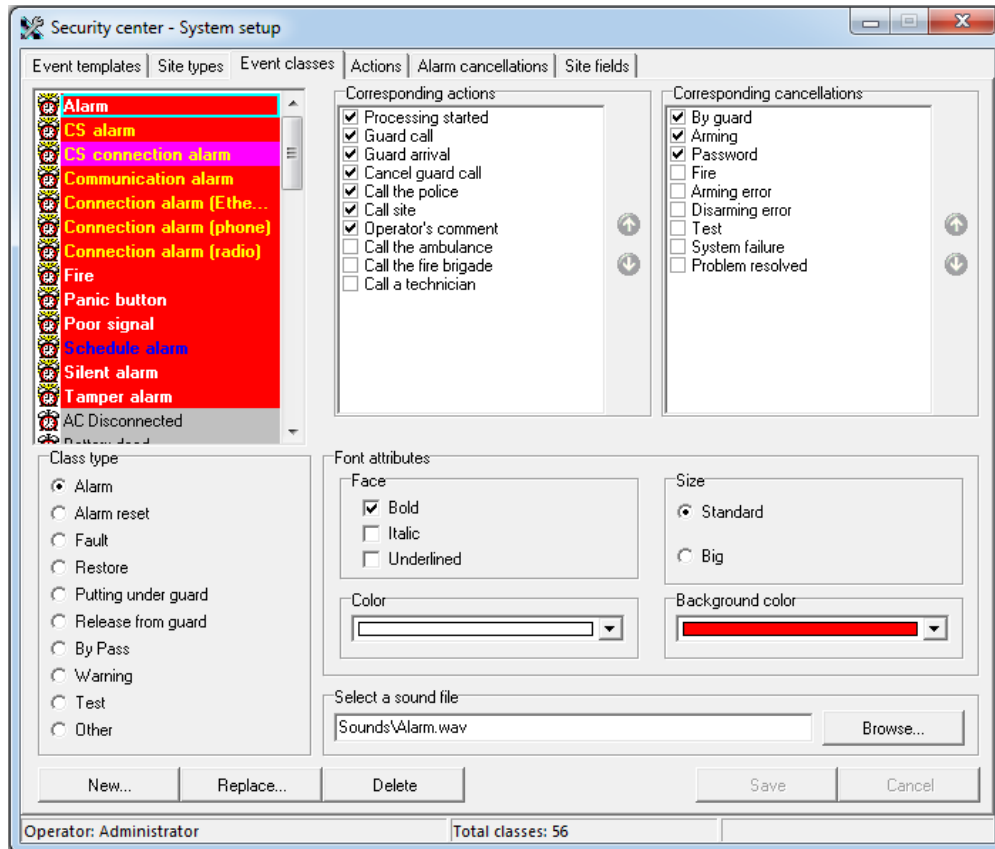 Security center - System setup
Event templates
Site types
Event classes
Actions
Alarm cancellations
Site fields
Alarm
CS alarm
CS connection alarm
Communication alarm
Connection alarm (Ethe...
Connection alarm (phone)
Connection alarm (radio)
Fire
Panic button
Poor signal
Schedule alarm
Silent alarm
Tamper alarm
AC Disconnected
Corresponding actions
Processing started
Guard call
Guard arrival
Cancel guard call
Call the police
Call site
Operator's comment
Call the ambulance
Call the fire brigade
Call a technician
Corresponding cancellations
By guard
Arming
Password
Fire
Arming error
Disarming error
Test
System failure
Problem resolved
Class type
Alarm
Alarm reset
Fault
Restore
Putting under guard
Release from guard
By Pass
Warning
Test
Other
Font attributes
Face
Bold
Italic
Underlined
Size
Standard
Big
Color
Background color
Select a sound file
Sounds\Alarm.wav
Browse...
New...
Replace...
Delete
Save
Cancel
Operator: Administrator
Total classes: 56